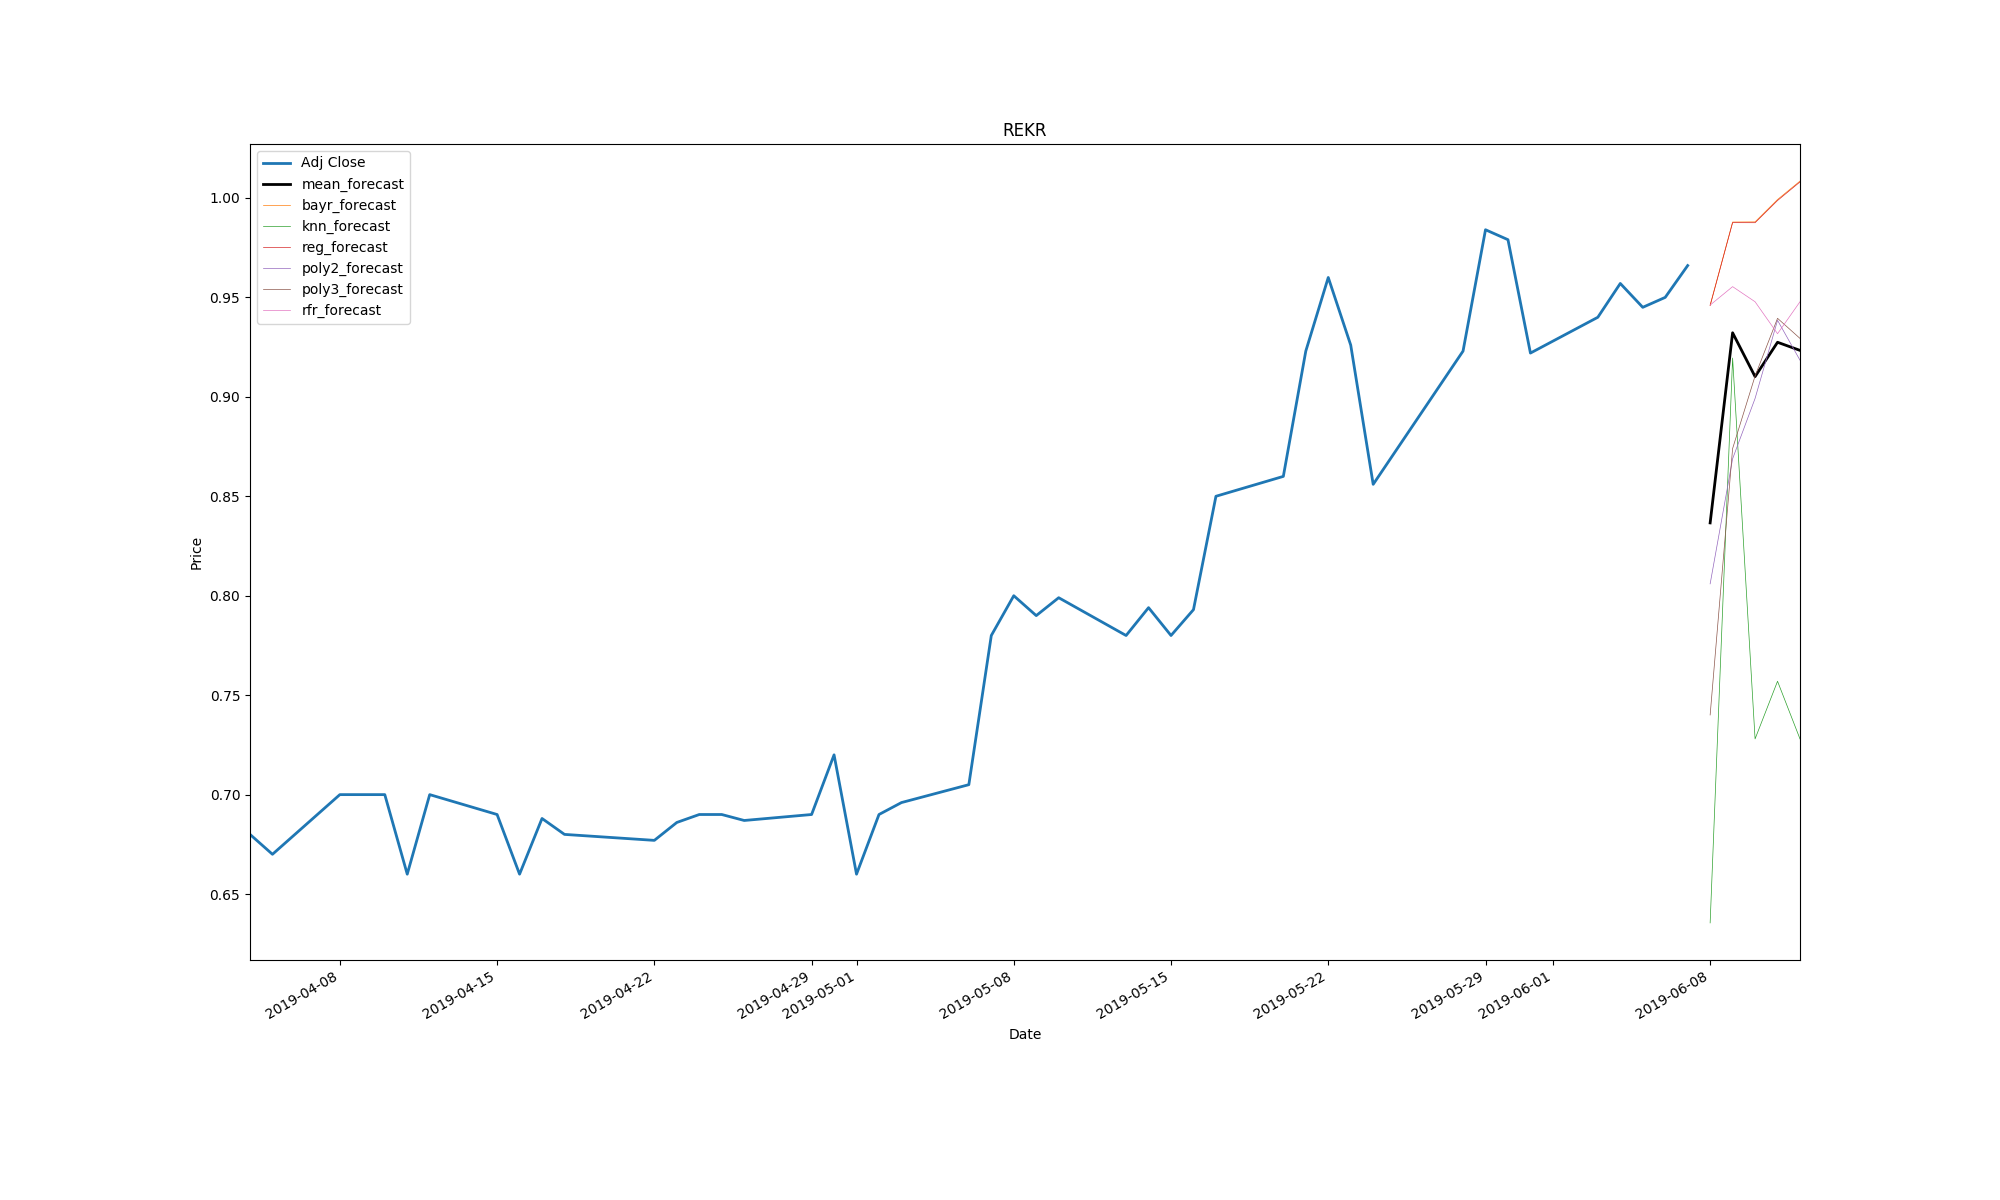 REKR
Adj Close
mean_forecast
bayr_forecast
knn_forecast
reg_forecast
poly2_forecast
poly3_forecast
rfr_forecast
1.00
0.95
0.90
0.85
0.80
0.75
0.70
0.65
Price
2019-04-08
2019-04-15
2019-04-22
2019-04-29
2019-05-01
2019-05-08
2019-05-15
2019-05-22
2019-05-29
2019-06-01
2019-06-08
Date